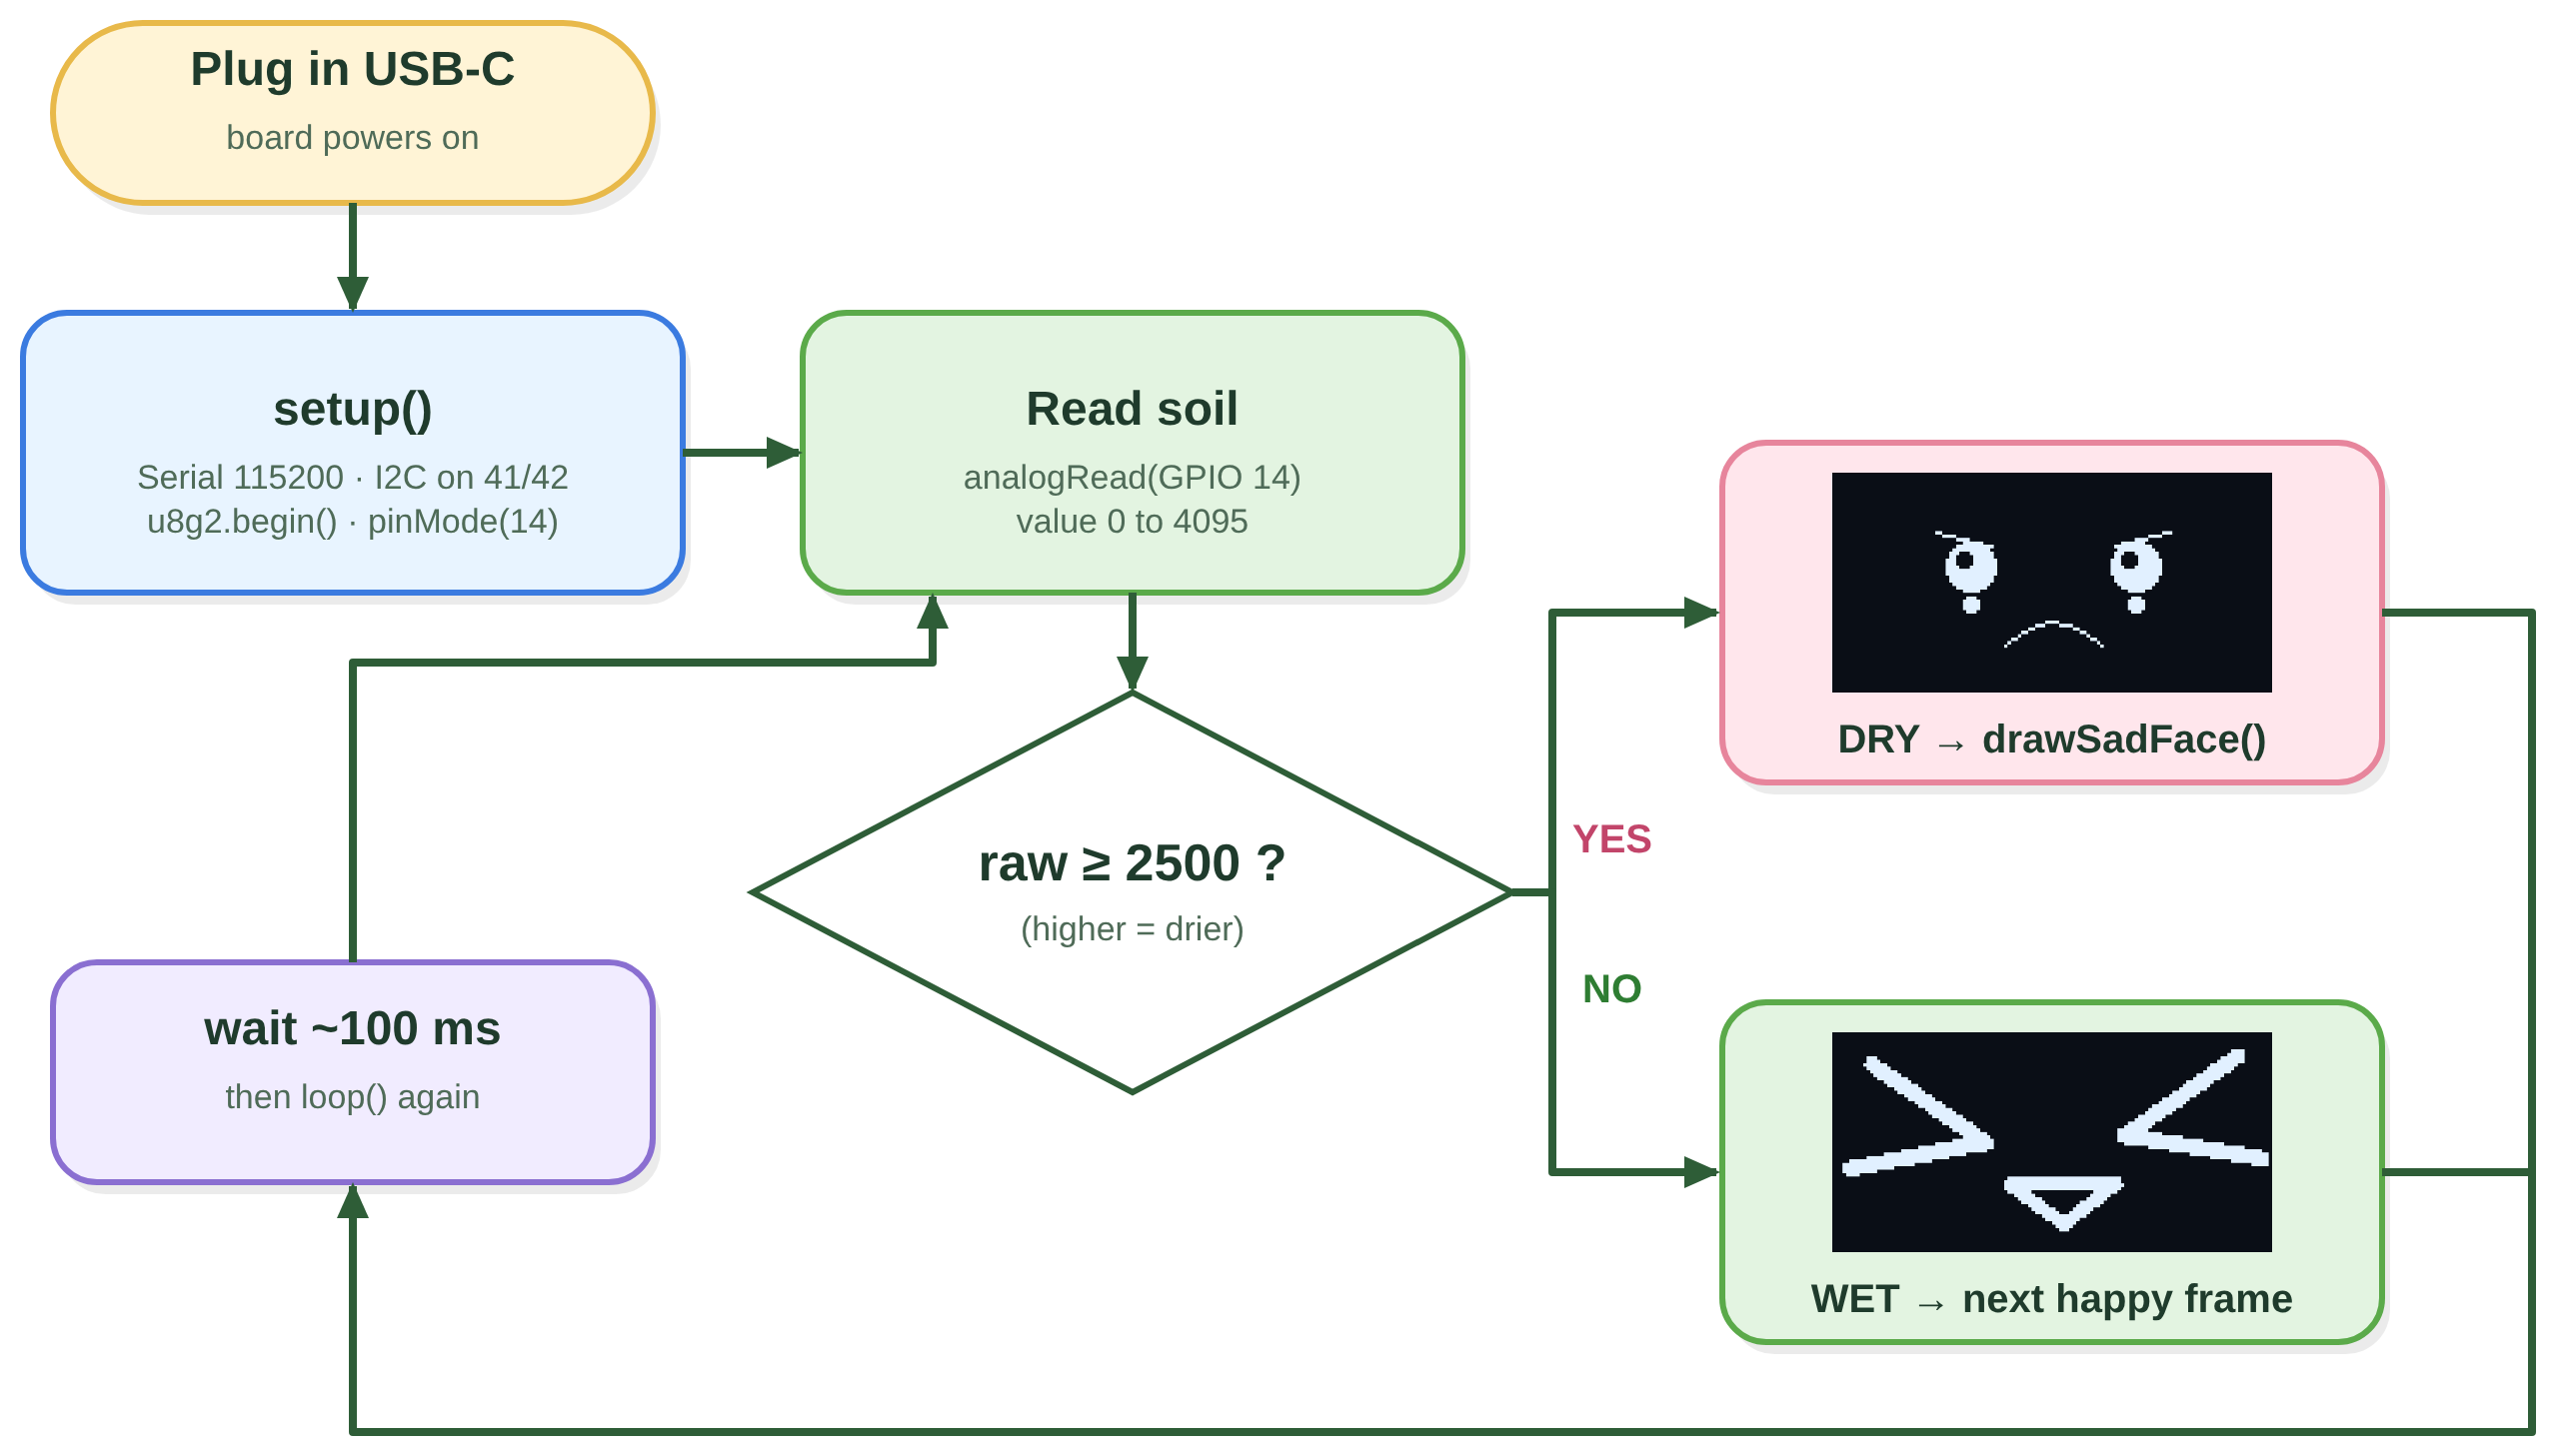 Plug in USB-C
board powers on
setup()
Serial 115200 · I2C on 41/42
u8g2.begin() · pinMode(14)
Read soil
analogRead(GPIO 14)
value 0 to 4095
raw ≥ 2500 ?
(higher = drier)
YES
NO
DRY → drawSadFace()
WET → next happy frame
wait ~100 ms
then loop() again